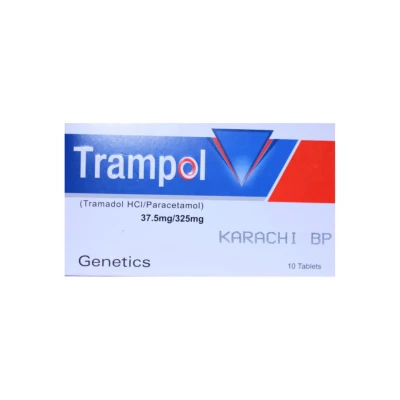 Trampol
(Tramadol HCl/Paracetamol)
37.5mg/325mg
KARACHI BP
Genetics
10 Tablets